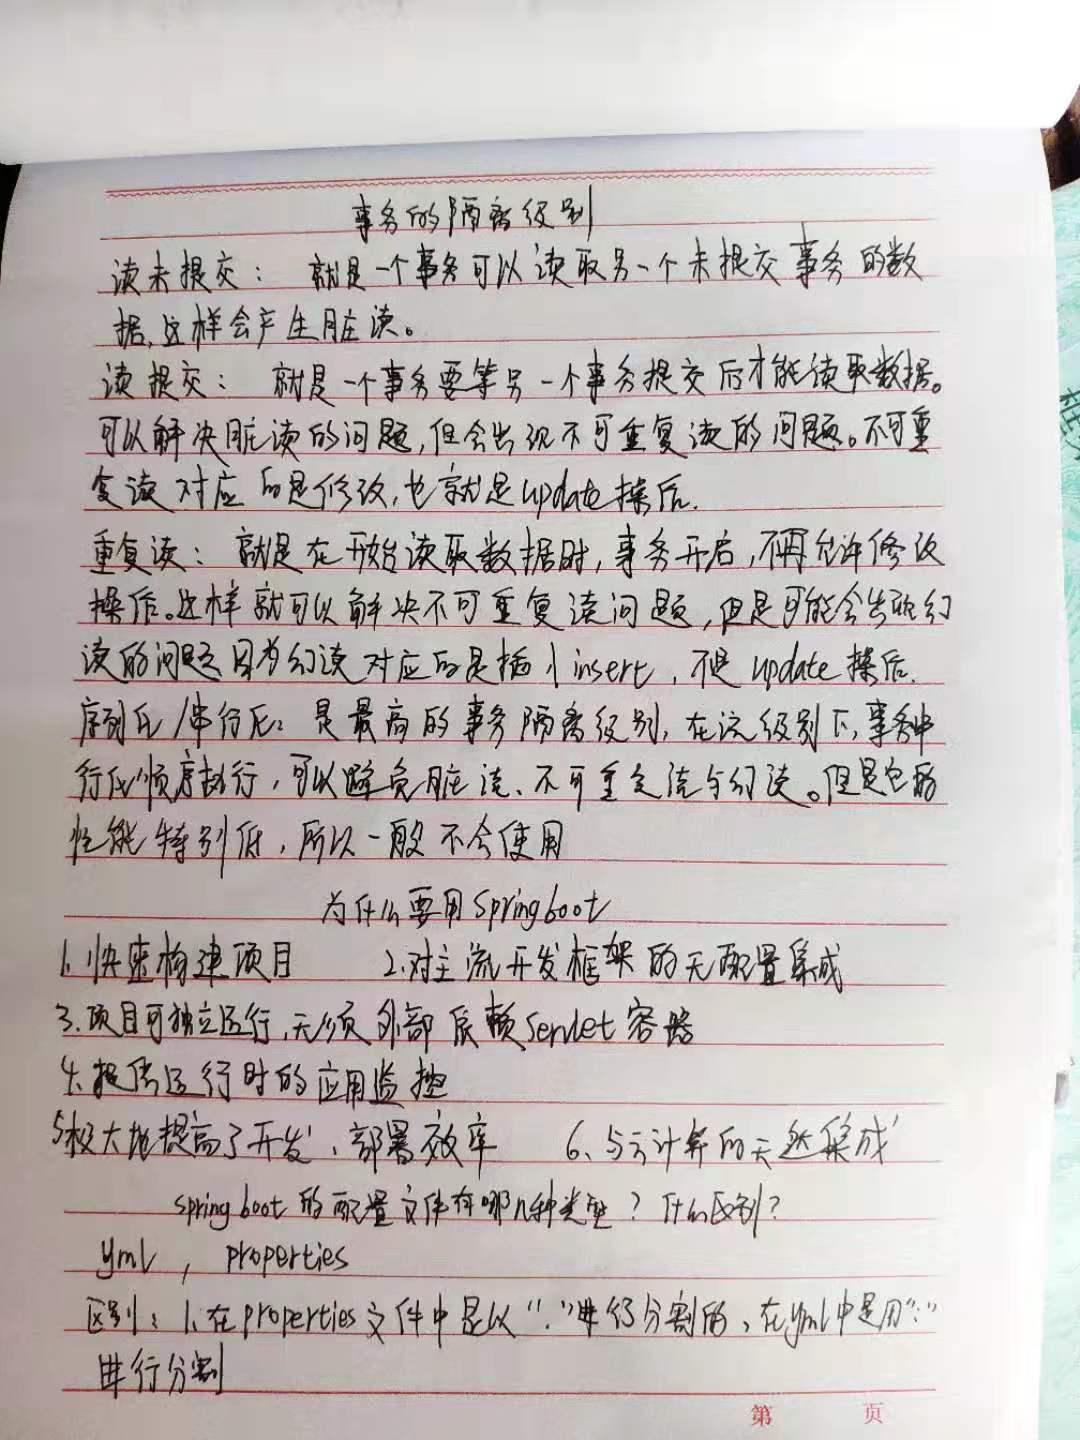 事务的隔离级别
读未提交： 就是一个事务可以读取另一个未提交事务的数
据,这样会产生脏读。
读提交： 就是一个事务要等另一个事务提交后才能读取数据。
可以解决脏读的问题,但会出现不可重复读的问题。不可重
复读对应的是修改,也就是update操作.
重复读： 就是在开始读取数据时,事务开启,不再允许修改
操作。这样就可以解决不可重复读问题,但是可能会出现幻
读的问题因为幻读对应的是插入insert,不是update操作.
序列化/串行化：是最高的事务隔离级别,在这级别下,事务串
行化顺序执行,可以避免脏读、不可重复读与幻读。但是它的
性能特别低,所以一般不会使用
为什么要用Springboot
1.快速构建项目 2.对主流开发框架的无配置集成
3.项目可独立运行,无须外部依赖Servlet容器
4.提供运行时的应用监控
5极大地提高了开发、部署效率 6、与云计算的天然集成
spring boot的配置文件有哪几种类型？什么区别？
yml , properties
区别：1.在properties文件中是以“.”进行分割的、在yml中是用“:”
进行分割
第 页